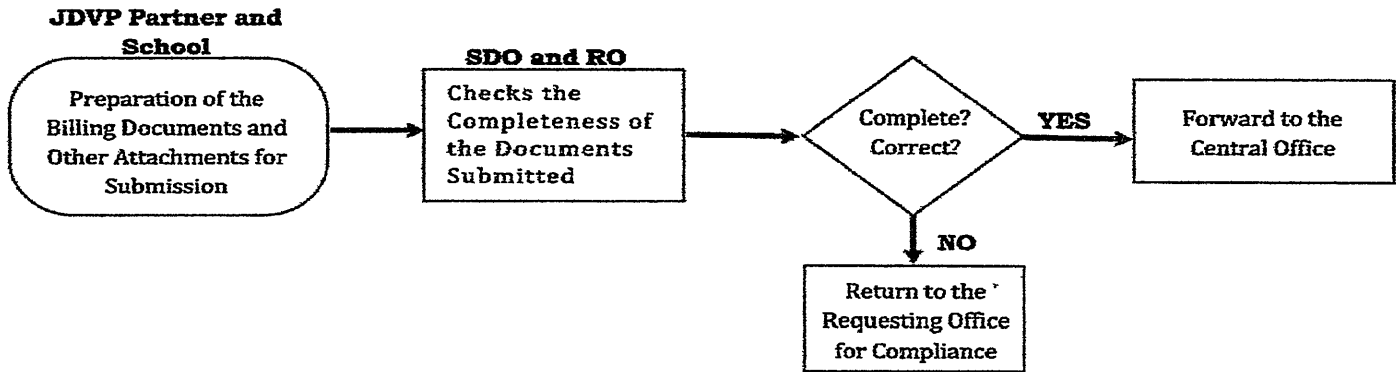 JDVP Partner and
School
Preparation of the
Billing Documents and
Other Attachments for
Submission
SDO and RO
Checks the
Completeness of
the Documents
Submitted
Complete?
Correct?
YES
Forward to the
Central Office
NO
Return to the
Requesting Office
for Compliance